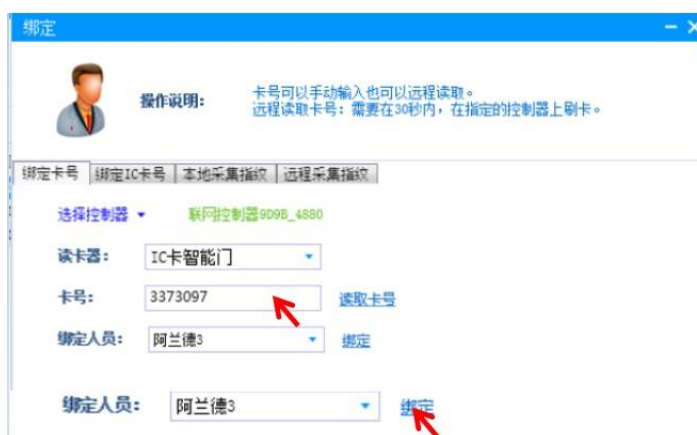 绑定
操作说明： 卡号可以手动输入也可以远程读取。
远程读取卡号：需要在30秒内，在指定的控制器上刷卡。
绑定卡号 绑定IC卡号 本地采集指纹 远程采集指纹
选择控制器 联网控制器9D9B_4880
读卡器： IC卡智能门
卡号： 3373097 读取卡号
绑定人员： 阿兰德3 绑定
绑定人员： 阿兰德3 绑定